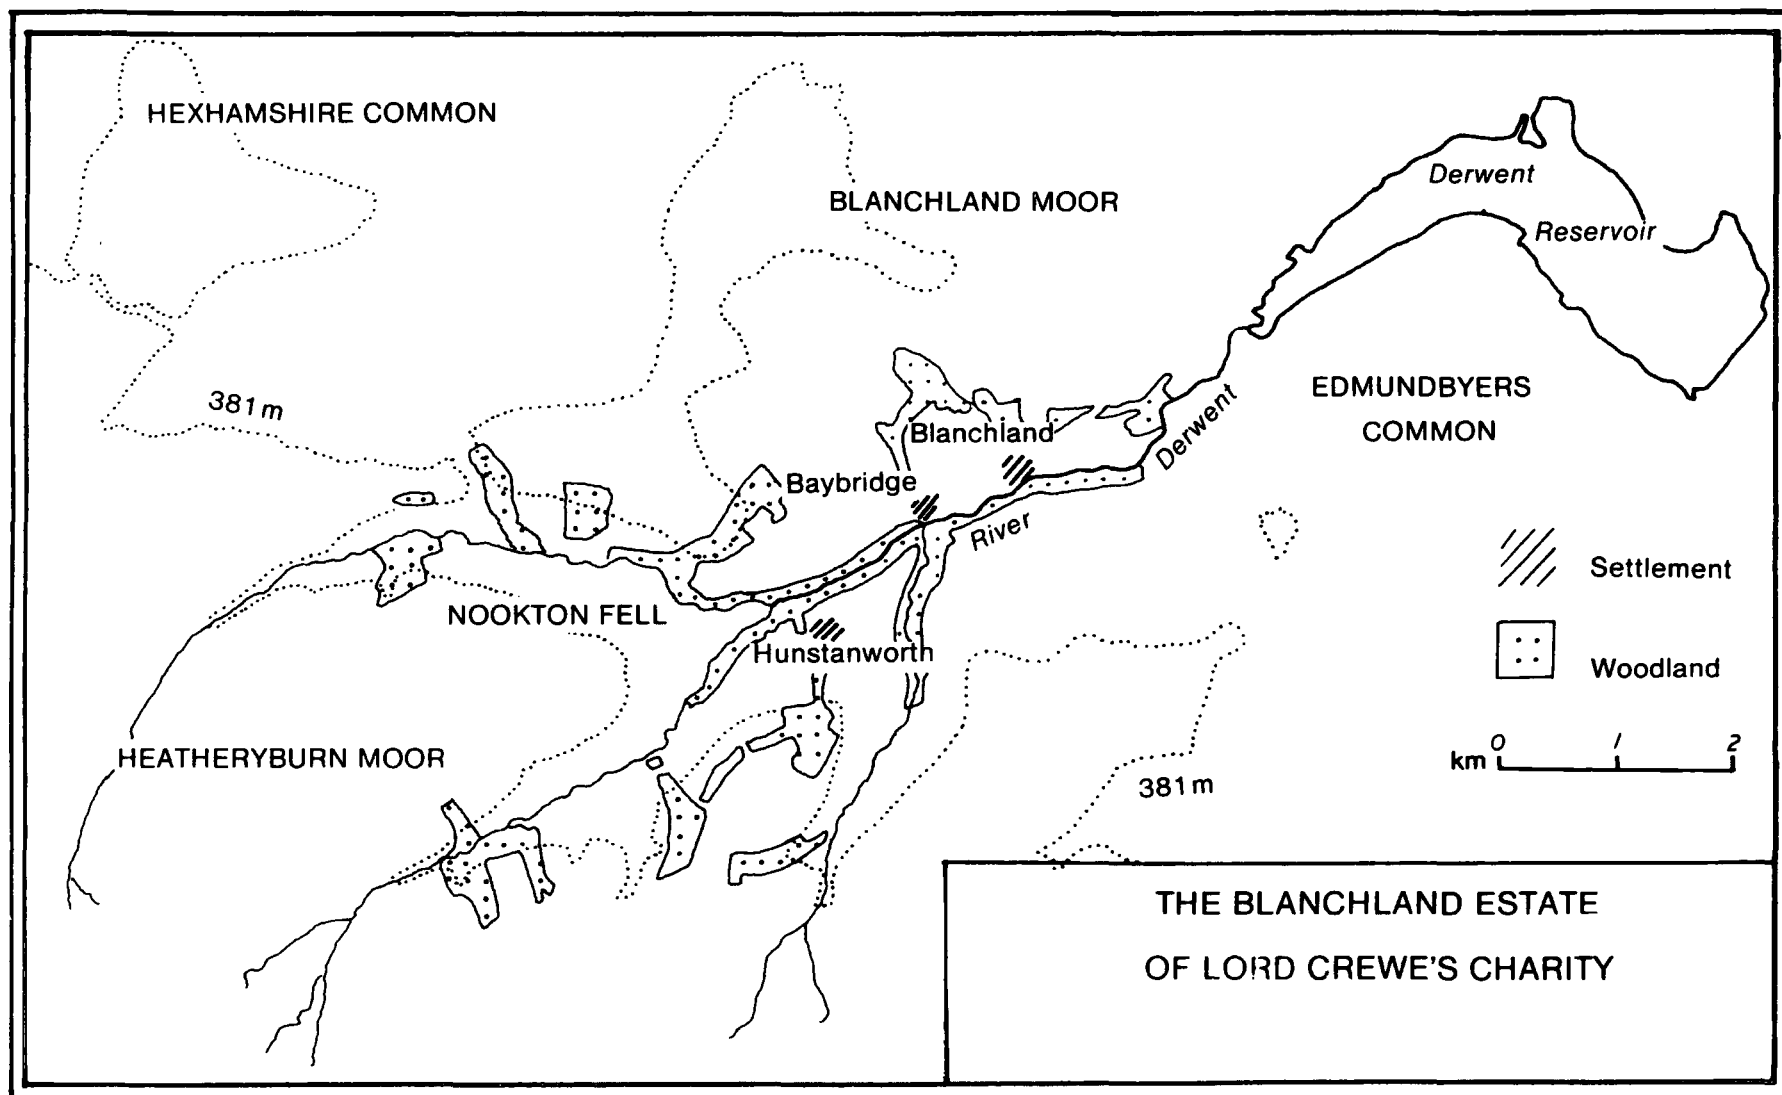 HEXHAMSHIRE COMMON
BLANCHLAND MOOR
Derwent
Reservoir
381m
EDMUNDBYERS
COMMON
Blanchland
Derwent
Baybridge
River
Settlement
NOOKTON FELL
Hunstanworth
Woodland
HEATHERYBURN MOOR
0 1 2
km
381m
THE BLANCHLAND ESTATE
OF LORD CREWE'S CHARITY